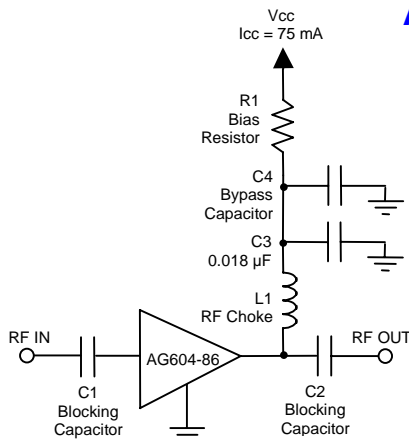 Vcc
Icc = 75 mA
R1
Bias
Resistor
C4
Bypass
Capacitor
C3
0.018 µF
L1
RF Choke
RF IN
AG604-86
RF OUT
C1
Blocking
Capacitor
C2
Blocking
Capacitor